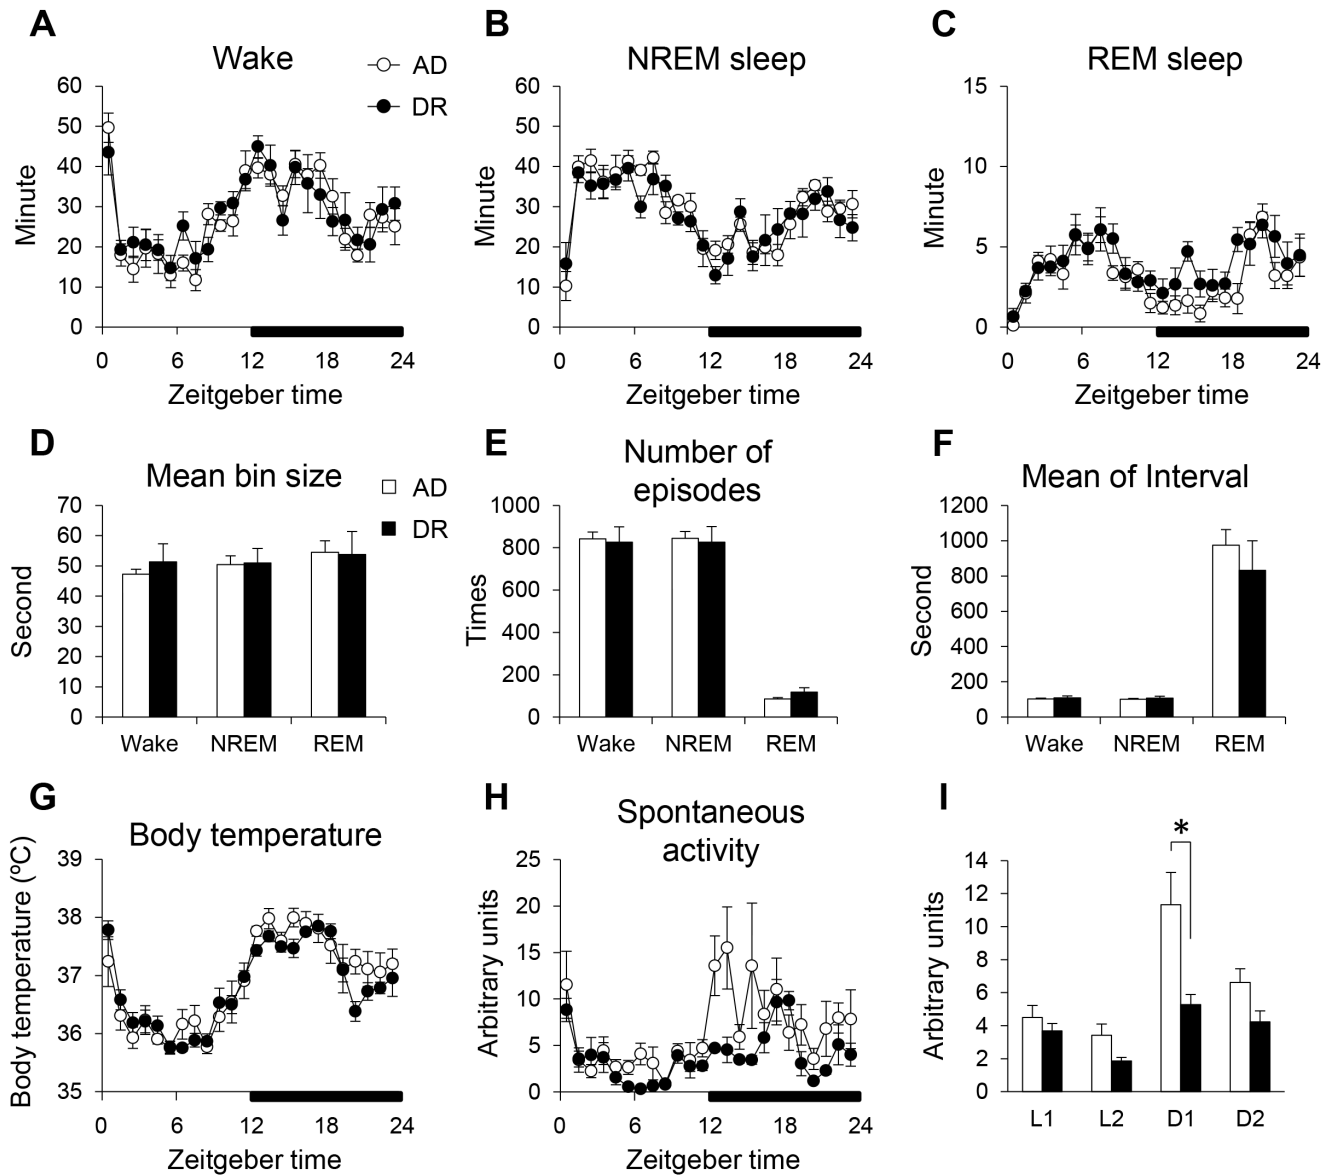 A
Wake
AD
DR
Minute
60
50
40
30
20
10
0
0 6 12 18 24
Zeitgeber time
B
NREM sleep
Minute
60
50
40
30
20
10
0
0 6 12 18 24
Zeitgeber time
C
REM sleep
Minute
15
10
5
0
0 6 12 18 24
Zeitgeber time
D
Mean bin size
AD
DR
Second
70
60
50
40
30
20
10
0
Wake NREM REM
E
Number of
episodes
Times
1000
800
600
400
200
0
Wake NREM REM
F
Mean of Interval
Second
1200
1000
800
600
400
200
0
Wake NREM REM
G
Body temperature
Body temperature (ºC)
39
38
37
36
35
0 6 12 18 24
Zeitgeber time
H
Spontaneous
activity
Arbitrary units
25
20
15
10
5
0
0 6 12 18 24
Zeitgeber time
I
*
Arbitrary units
14
12
10
8
6
4
2
0
L1 L2 D1 D2